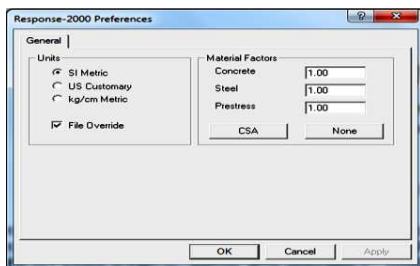 Response-2000 Preferences
General
Units
SI Metric
US Customary
kg/cm Metric
File Override
Material Factors
Concrete 1.00
Steel 1.00
Prestress 1.00
CSA None
OK Cancel Apply